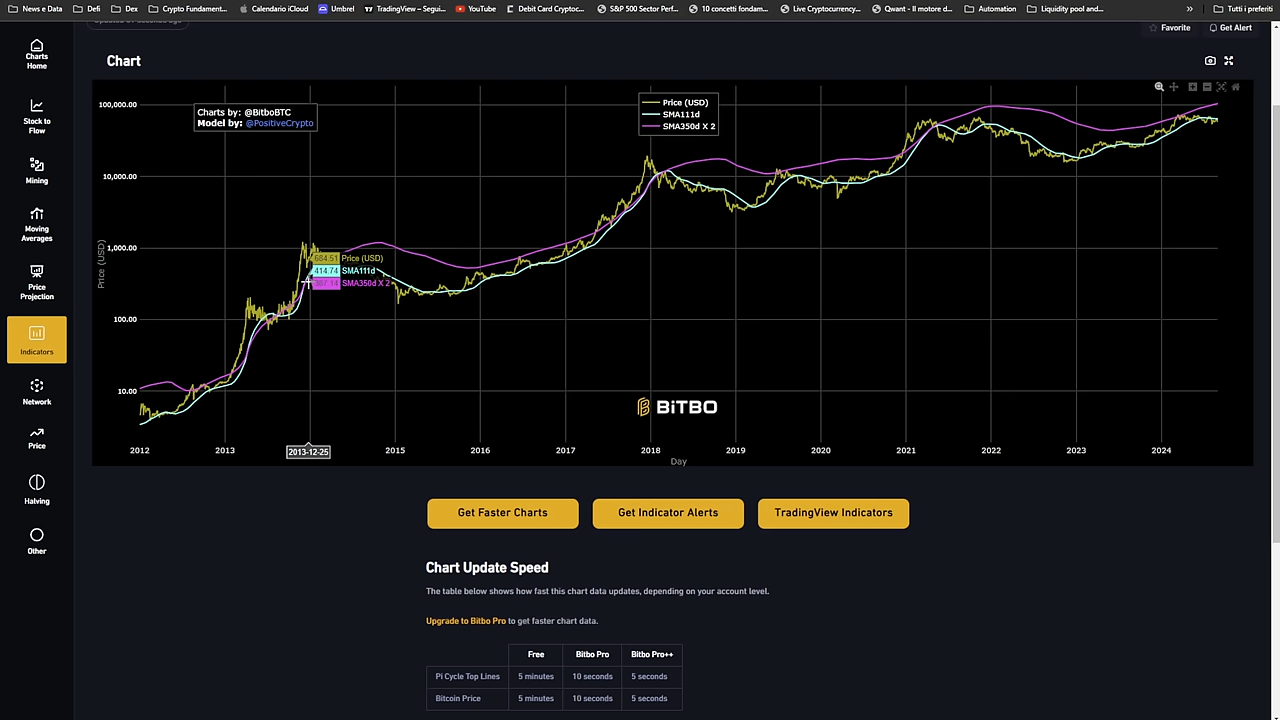 News e Data Defi Dex Crypto Fundament... Calendario iCloud Umbrel TradingView – Segui... YouTube Debit Card Cryptoc... S&P 500 Sector Perf... 10 concetti fondam... Live Cryptocurrency... Qwant - Il motore d... Automation Liquidity pool and... » Tutti i preferiti
Favorite Get Alert
Charts Home
Stock to Flow
Mining
Moving Averages
Price Projection
Indicators
Network
Price
Halving
Other
Chart
Charts by: @BitboBTC
Model by: @PositiveCrypto
Price (USD)
SMA111d
SMA350d X 2
100,000.00
10,000.00
1,000.00
100.00
10.00
Price (USD)
684.51 Price (USD)
414.74 SMA111d
SMA350d X 2
BiTBO
2012 2013 2013-12-25 2015 2016 2017 2018 2019 2020 2021 2022 2023 2024
Day
Get Faster Charts Get Indicator Alerts TradingView Indicators
Chart Update Speed
The table below shows how fast this chart data updates, depending on your account level.
Upgrade to Bitbo Pro to get faster chart data.
Free Bitbo Pro Bitbo Pro++
Pi Cycle Top Lines 5 minutes 10 seconds 5 seconds
Bitcoin Price 5 minutes 10 seconds 5 seconds